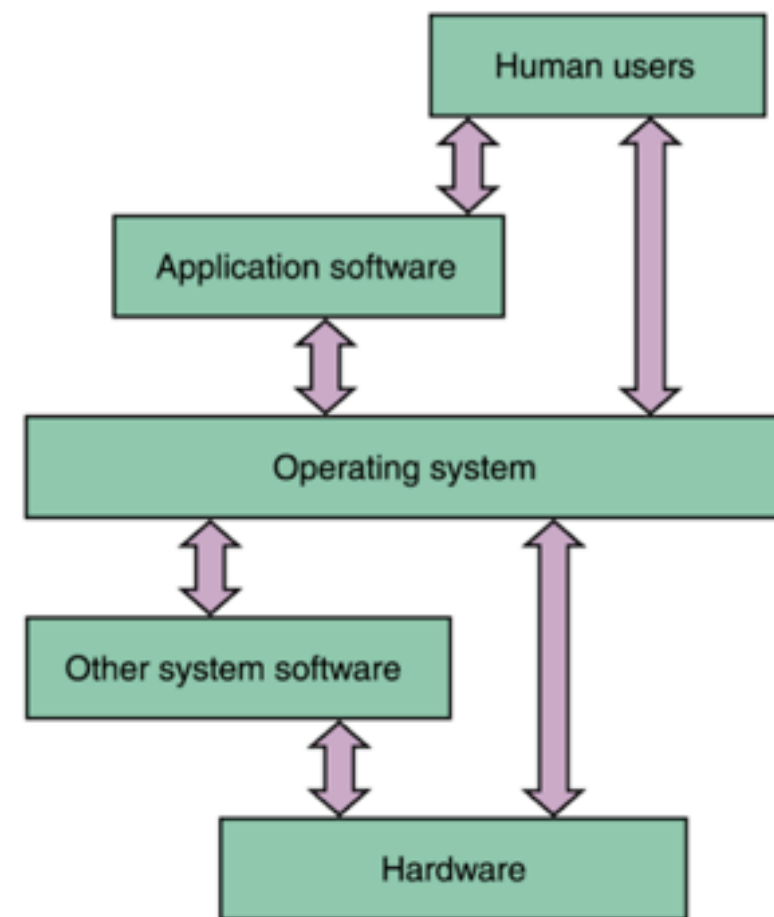 Human users
Application software
Operating system
Other system software
Hardware